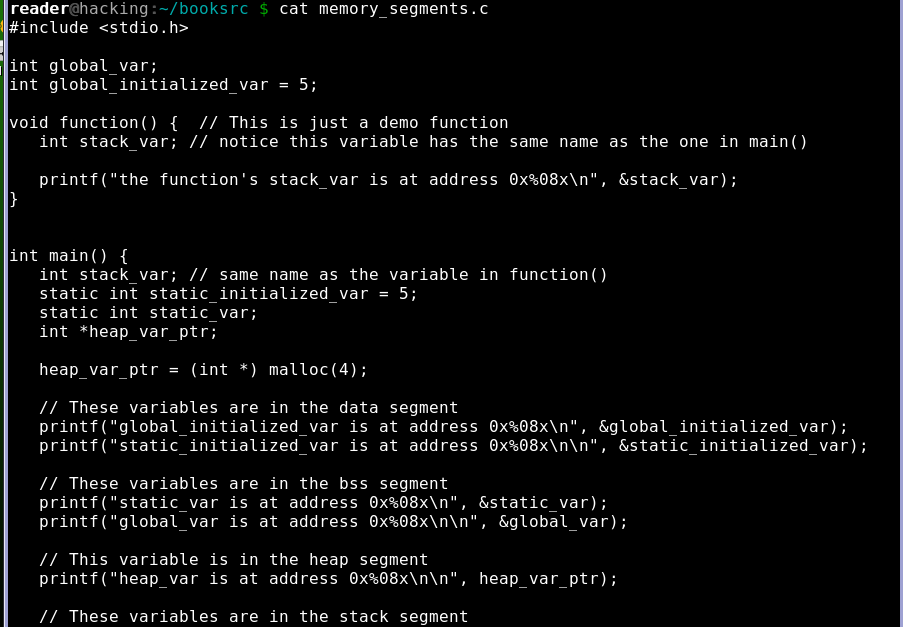 reader@hacking:~/booksrc $ cat memory_segments.c
#include <stdio.h>

int global_var;
int global_initialized_var = 5;

void function() {  // This is just a demo function
   int stack_var; // notice this variable has the same name as the one in main()

   printf("the function's stack_var is at address 0x%08x\n", &stack_var);
}


int main() {
   int stack_var; // same name as the variable in function()
   static int static_initialized_var = 5;
   static int static_var;
   int *heap_var_ptr;

   heap_var_ptr = (int *) malloc(4);

   // These variables are in the data segment
   printf("global_initialized_var is at address 0x%08x\n", &global_initialized_var);
   printf("static_initialized_var is at address 0x%08x\n\n", &static_initialized_var);

   // These variables are in the bss segment
   printf("static_var is at address 0x%08x\n", &static_var);
   printf("global_var is at address 0x%08x\n\n", &global_var);

   // This variable is in the heap segment
   printf("heap_var is at address 0x%08x\n\n", heap_var_ptr);

   // These variables are in the stack segment